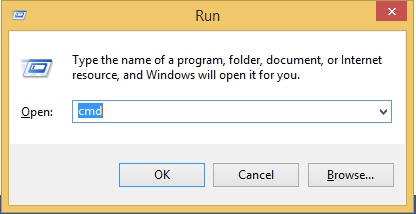 Run
Type the name of a program, folder, document, or Internet
resource, and Windows will open it for you.
Open: cmd
OK Cancel Browse...